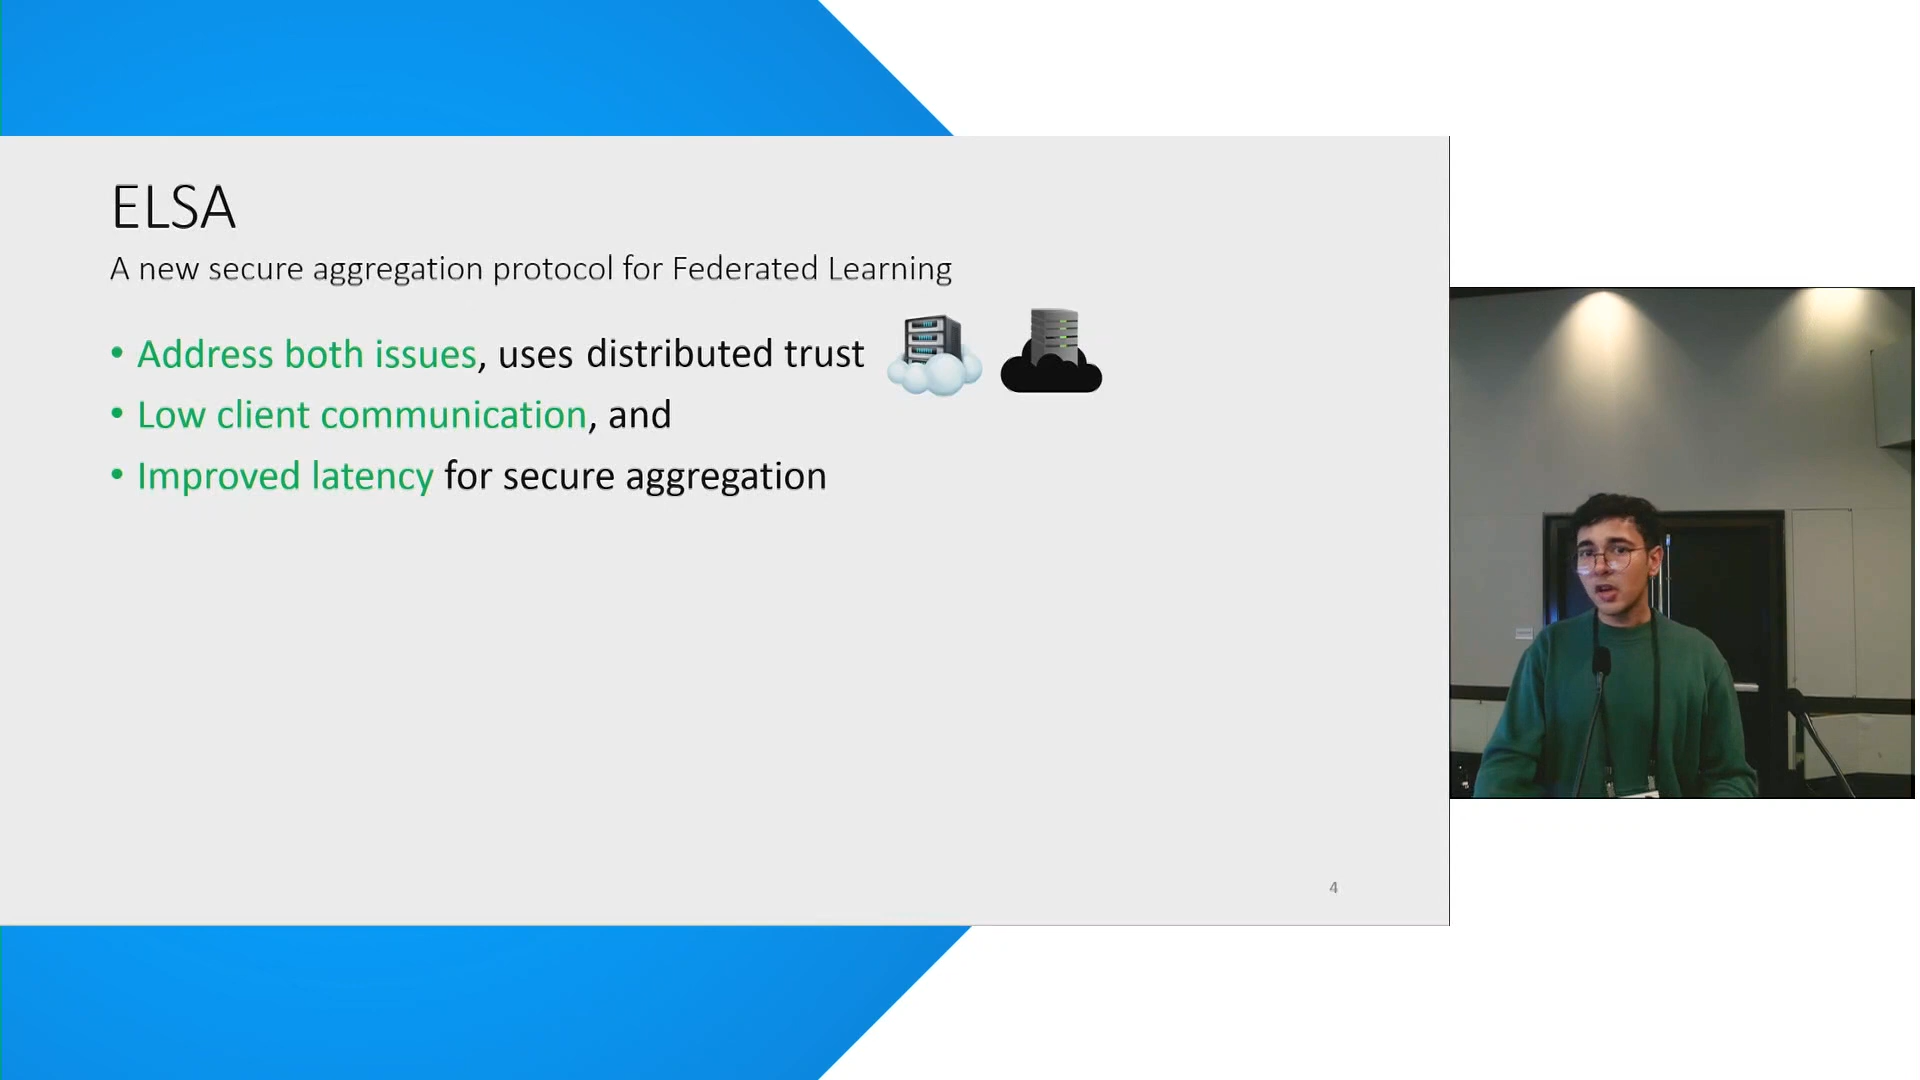 ELSA
A new secure aggregation protocol for Federated Learning
• Address both issues, uses distributed trust
• Low client communication, and
• Improved latency for secure aggregation
4